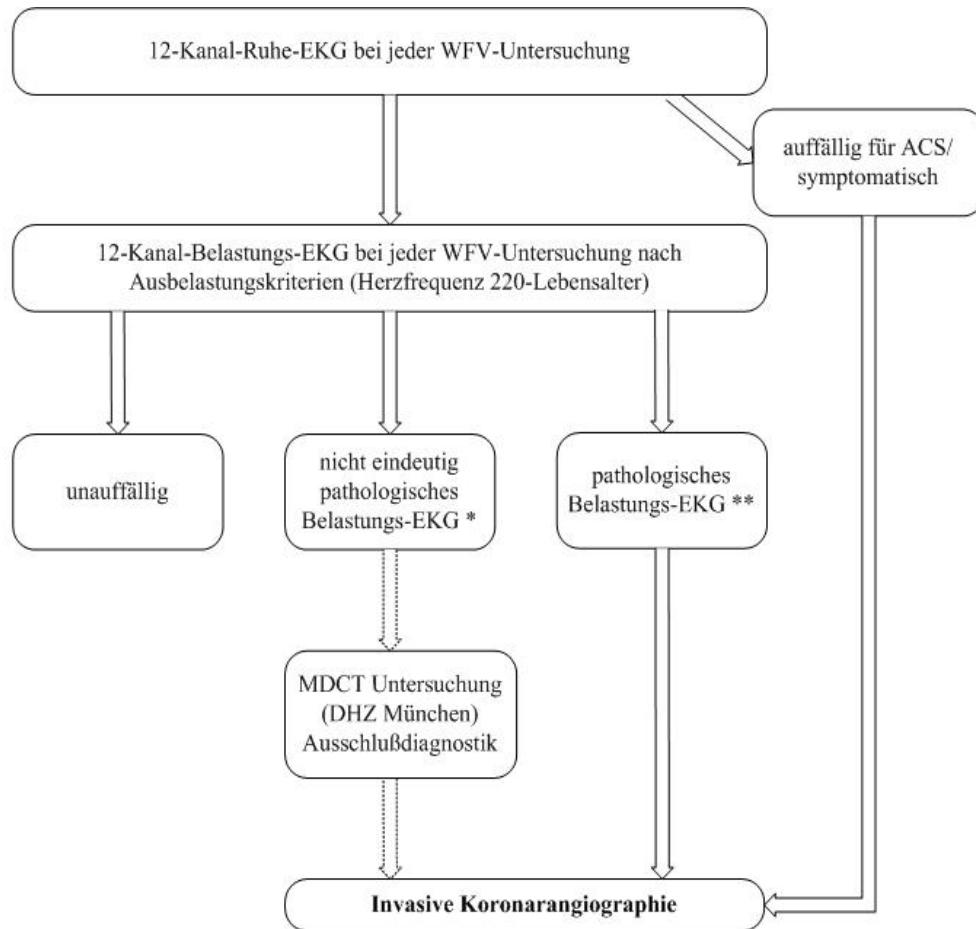 12-Kanal-Ruhe-EKG bei jeder WFV-Untersuchung
auffällig für ACS/
symptomatisch
12-Kanal-Belastungs-EKG bei jeder WFV-Untersuchung nach
Ausbelastungskriterien (Herzfrequenz 220-Lebensalter)
unauffällig
nicht eindeutig
pathologisches
Belastungs-EKG *
pathologisches
Belastungs-EKG **
MDCT Untersuchung
(DHZ München)
Ausschlußdiagnostik
Invasive Koronarangiographie